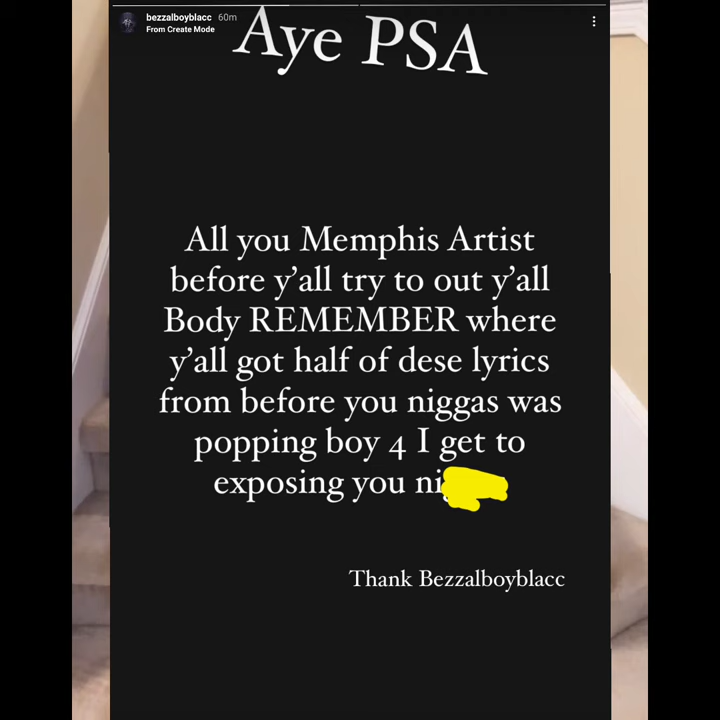 bezzalboyblacc 60m
From Create Mode
Aye PSA
All you Memphis Artist
before y'all try to out y'all
Body REMEMBER where
y'all got half of dese lyrics
from before you niggas was
popping boy 4 I get to
exposing you ni
Thank Bezzalboyblacc